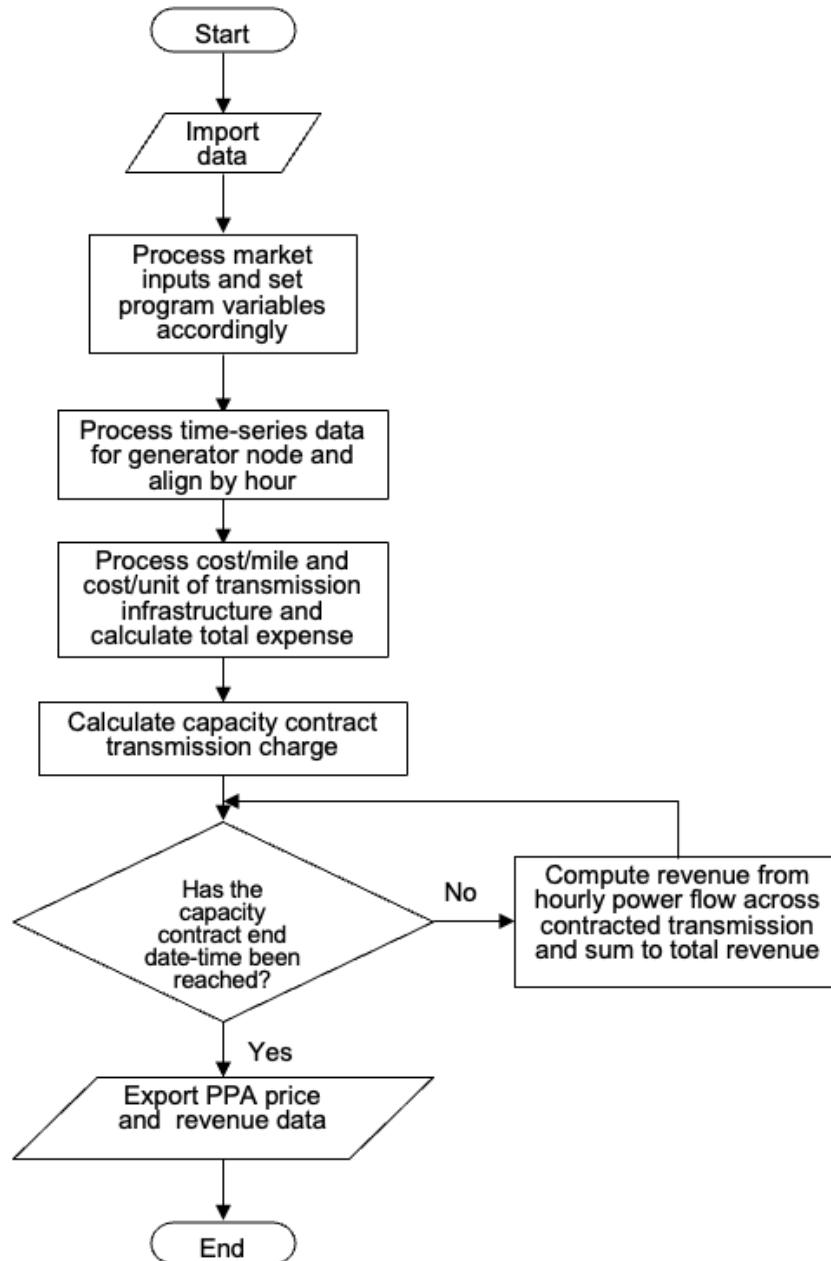 Start
Import
data
Process market
inputs and set
program variables
accordingly
Process time-series data
for generator node and
align by hour
Process cost/mile and
cost/unit of transmission
infrastructure and
calculate total expense
Calculate capacity contract
transmission charge
Has the
capacity
contract end
date-time been
reached?
No
Compute revenue from
hourly power flow across
contracted transmission
and sum to total revenue
Yes
Export PPA price
and revenue data
End